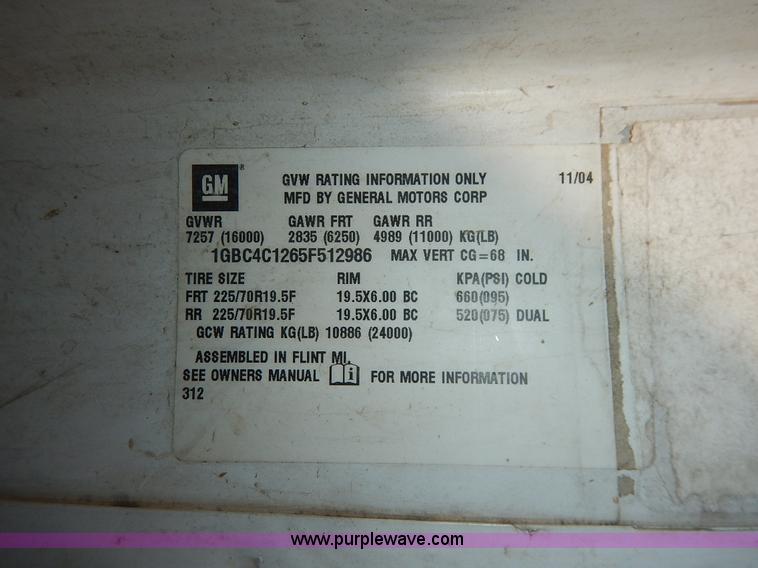 GM ® GVW RATING INFORMATION ONLY 11/04
MFD BY GENERAL MOTORS CORP
GVWR GAWR FRT GAWR RR
7257 (16000) 2835 (6250) 4989 (11000) KG(LB)
1GBC4C1265F512986 MAX VERT CG=68 IN.
TIRE SIZE RIM KPA(PSI) COLD
FRT 225/70R19.5F 19.5X6.00 BC 660(095)
RR 225/70R19.5F 19.5X6.00 BC 520(075) DUAL
GCW RATING KG(LB) 10886 (24000)
ASSEMBLED IN FLINT MI.
SEE OWNERS MANUAL i FOR MORE INFORMATION
312
www.purplewave.com